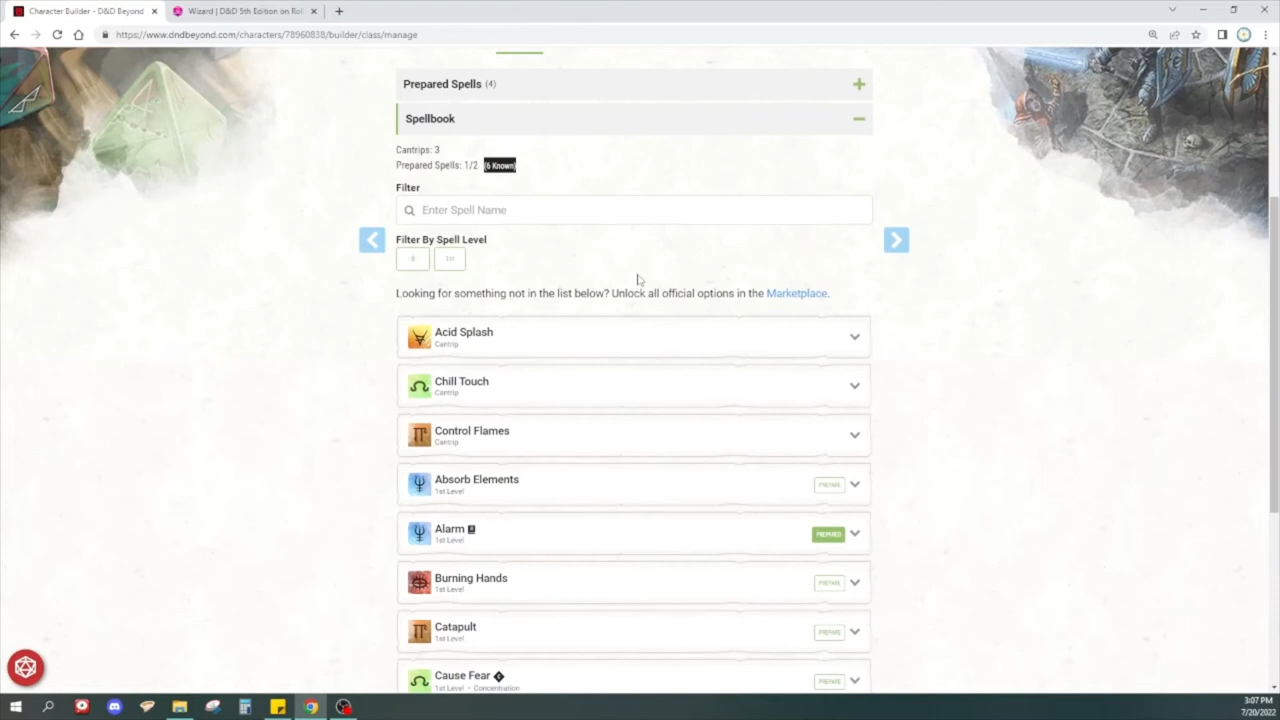 Character Builder - D&D Beyond
Wizard | D&D 5th Edition on Rol
https://www.dndbeyond.com/characters/78960838/builder/class/manage
Prepared Spells (4)
Spellbook
Cantrips: 3
Prepared Spells: 1/2 (6 Known)
Filter
Enter Spell Name
Filter By Spell Level
- 0 -
1st
Looking for something not in the list below? Unlock all official options in the Marketplace.
Acid Splash
Cantrip
Chill Touch
Cantrip
Control Flames
Cantrip
Absorb Elements
1st Level
PREPARE
Alarm
1st Level
PREPARED
Burning Hands
1st Level
PREPARE
Catapult
1st Level
PREPARE
Cause Fear
1st Level • Concentration
PREPARE
3:07 PM
7/20/2022